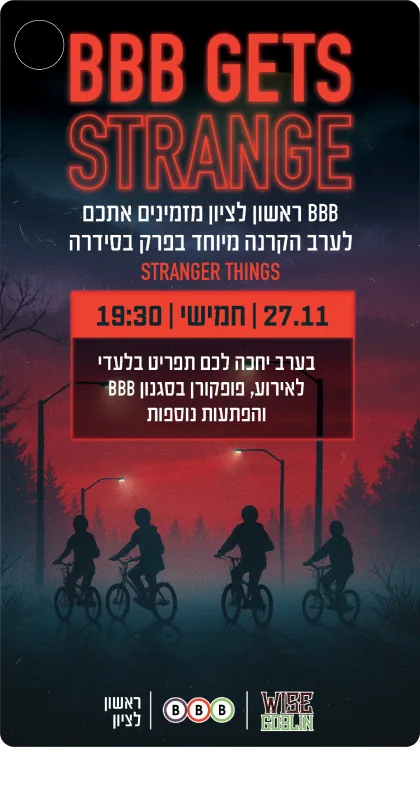 BBB GETS
STRANGE
BBB ראשון לציון מזמינים אתכם
לערב הקרנה מיוחד בפרק בסידרה
STRANGER THINGS
27.11 | חמישי | 19:30
בערב יחכה לכם תפריט בלעדי
לאירוע, פופקורן בסגנון BBB
והפתעות נוספות
ראשון
לציון
BBB
WISE
GOBLIN